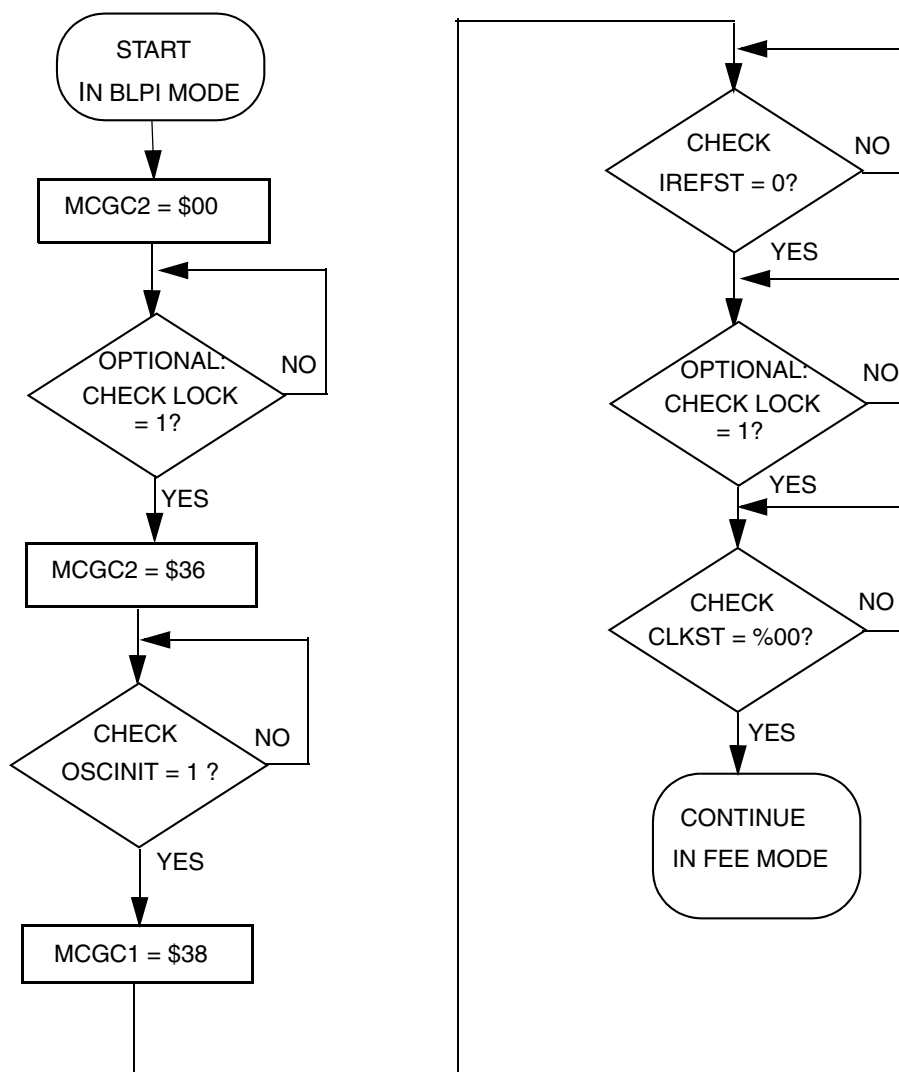 START
IN BLPI MODE
MCGC2 = $00
OPTIONAL:
CHECK LOCK
= 1?
NO
YES
MCGC2 = $36
CHECK
OSCINIT = 1 ?
NO
YES
MCGC1 = $38
CHECK
IREFST = 0?
NO
YES
OPTIONAL:
CHECK LOCK
= 1?
NO
YES
CHECK
CLKST = %00?
NO
YES
CONTINUE
IN FEE MODE